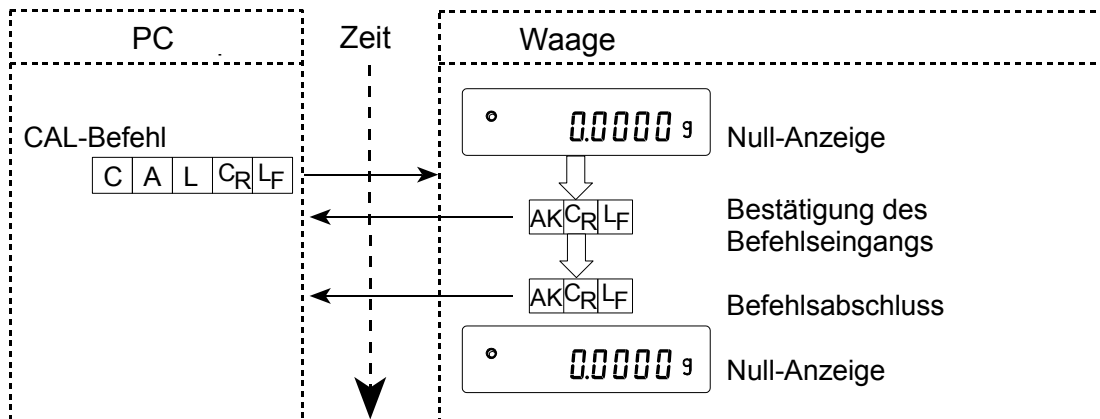 PC Zeit Waage
0.0000 g Null-Anzeige
CAL-Befehl
C A L CR LF
AK CR LF Bestätigung des
Befehlseingangs
AK CR LF Befehlsabschluss
0.0000 g Null-Anzeige